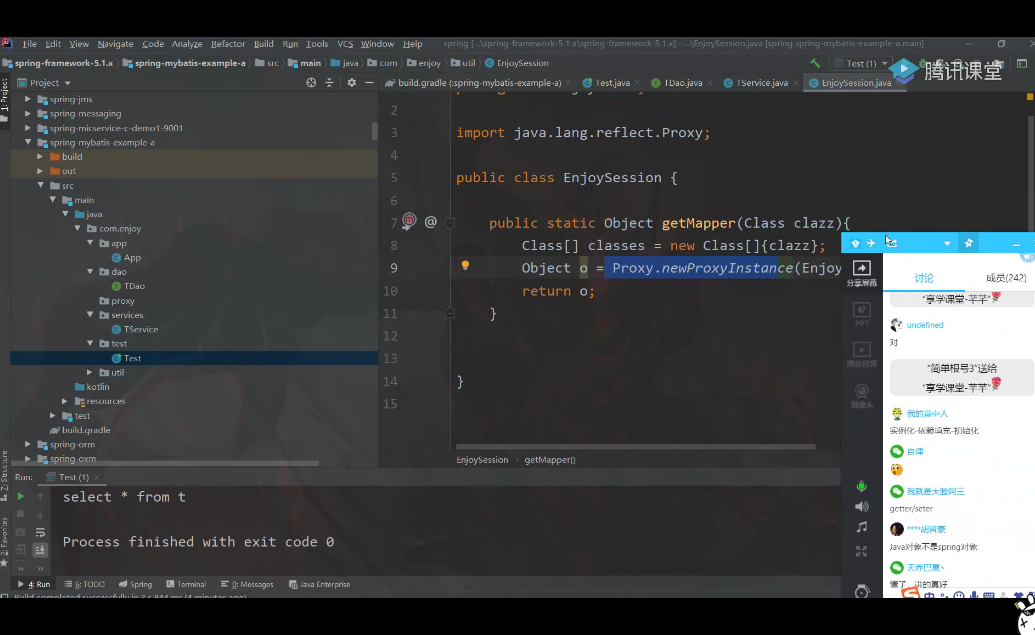 File Edit View Navigate Code Analyze Refactor Build Run Tools VCS Window Help spring [...\spring-framework-5.1.x\spring-framework-5.1.x] - ...\EnjoySession.java [spring.spring-mybatis-example-a.main]
spring-framework-5.1.x spring-mybatis-example-a src main java com enjoy util EnjoySession Test (1)
腾讯课堂
Project
build.gradle (:spring-mybatis-example-a) Test.java TDao.java TService.java EnjoySession.java
1: Project
spring-jms
spring-messaging
spring-micservice-c-demo1-9001
spring-mybatis-example-a
build
out
src
main
java
com.enjoy
app
App
dao
TDao
proxy
services
TService
test
Test
util
kotlin
resources
test
build.gradle
spring-orm
spring-oxm
2
3 import java.lang.reflect.Proxy;
4
5 public class EnjoySession {
6
7 public static Object getMapper(Class clazz){
8 Class[] classes = new Class[]{clazz};
9 Object o = Proxy.newProxyInstance(Enjoy
10 return o;
11 }
12
13
14 }
15
EnjoySession getMapper()
Z: Structure
2: Favorites
Run: Test (1)
select * from t
Process finished with exit code 0
4: Run 6: TODO Spring Terminal 0: Messages Java Enterprise
Build completed successfully in 3 s 844 ms (4 minutes ago)
分享屏幕
PPT
播放视频
摄像头
讨论 成员(242)
"享学课堂-芊芊"
undefined
对
"简单根号3"送给
"享学课堂-芊芊"
我的意中人
实例化-依赖填充-初始化
自律
我就是大脸阿三
getter/seter
****胡晋豪
Java对象不是spring对象
天乔巴夏丶
懂了，讲的真好
中